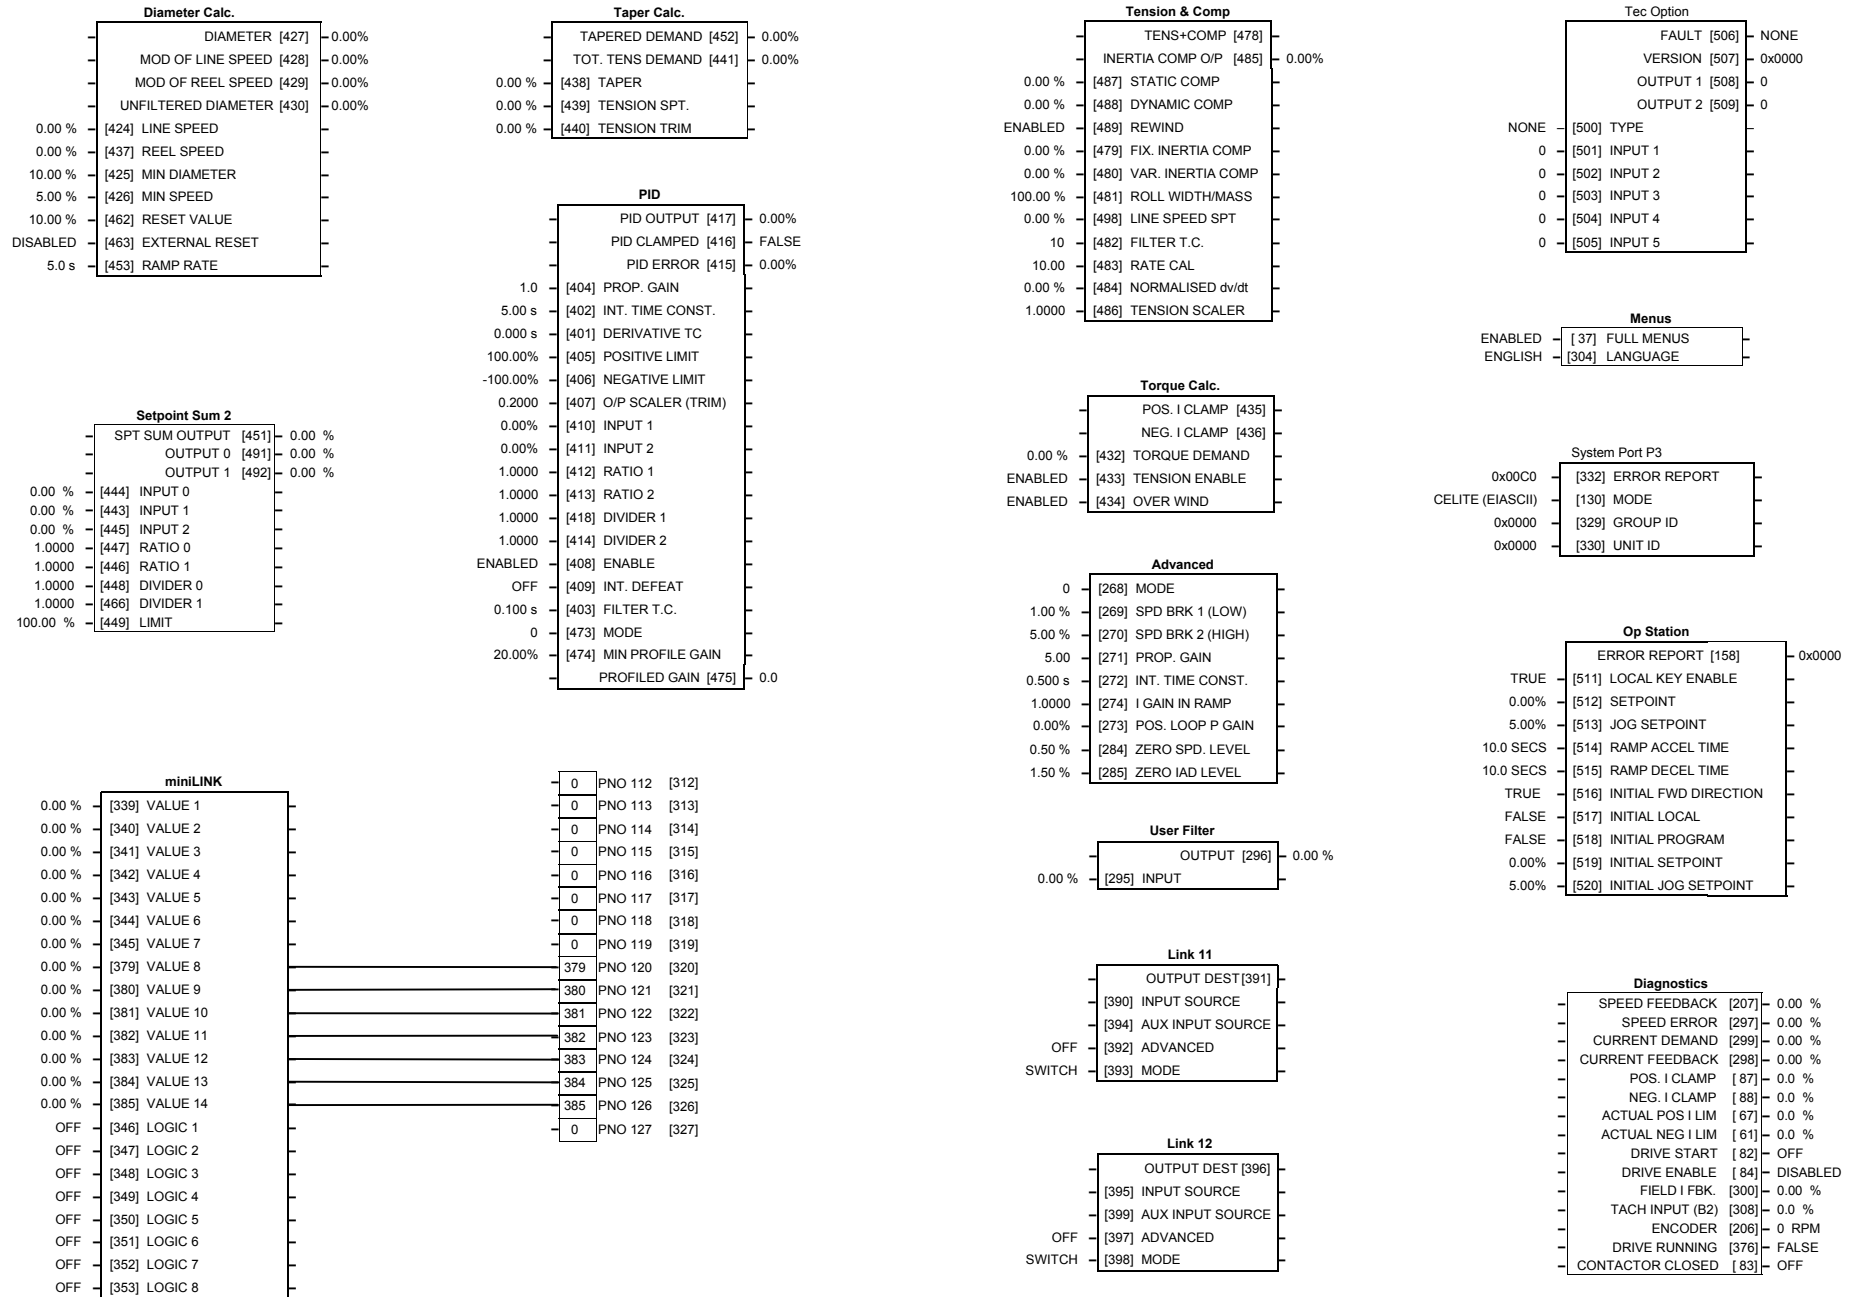 Diameter Calc.
DIAMETER [427] 0.00%
MOD OF LINE SPEED [428] 0.00%
MOD OF REEL SPEED [429] 0.00%
UNFILTERED DIAMETER [430] 0.00%
0.00 % [424] LINE SPEED
0.00 % [437] REEL SPEED
10.00 % [425] MIN DIAMETER
5.00 % [426] MIN SPEED
10.00 % [462] RESET VALUE
DISABLED [463] EXTERNAL RESET
5.0 s [453] RAMP RATE
Setpoint Sum 2
SPT SUM OUTPUT [451] 0.00 %
OUTPUT 0 [491] 0.00 %
OUTPUT 1 [492] 0.00 %
0.00 % [444] INPUT 0
0.00 % [443] INPUT 1
0.00 % [445] INPUT 2
1.0000 [447] RATIO 0
1.0000 [446] RATIO 1
1.0000 [448] DIVIDER 0
1.0000 [466] DIVIDER 1
100.00 % [449] LIMIT
miniLINK
0.00 % [339] VALUE 1
0.00 % [340] VALUE 2
0.00 % [341] VALUE 3
0.00 % [342] VALUE 4
0.00 % [343] VALUE 5
0.00 % [344] VALUE 6
0.00 % [345] VALUE 7
0.00 % [379] VALUE 8
0.00 % [380] VALUE 9
0.00 % [381] VALUE 10
0.00 % [382] VALUE 11
0.00 % [383] VALUE 12
0.00 % [384] VALUE 13
0.00 % [385] VALUE 14
OFF [346] LOGIC 1
OFF [347] LOGIC 2
OFF [348] LOGIC 3
OFF [349] LOGIC 4
OFF [350] LOGIC 5
OFF [351] LOGIC 6
OFF [352] LOGIC 7
OFF [353] LOGIC 8
Taper Calc.
TAPERED DEMAND [452] 0.00%
TOT. TENS DEMAND [441] 0.00%
0.00 % [438] TAPER
0.00 % [439] TENSION SPT.
0.00 % [440] TENSION TRIM
PID
PID OUTPUT [417] 0.00%
PID CLAMPED [416] FALSE
PID ERROR [415] 0.00%
1.0 [404] PROP. GAIN
5.00 s [402] INT. TIME CONST.
0.000 s [401] DERIVATIVE TC
100.00% [405] POSITIVE LIMIT
-100.00% [406] NEGATIVE LIMIT
0.2000 [407] O/P SCALER (TRIM)
0.00% [410] INPUT 1
0.00% [411] INPUT 2
1.0000 [412] RATIO 1
1.0000 [413] RATIO 2
1.0000 [418] DIVIDER 1
1.0000 [414] DIVIDER 2
ENABLED [408] ENABLE
OFF [409] INT. DEFEAT
0.100 s [403] FILTER T.C.
0 [473] MODE
20.00% [474] MIN PROFILE GAIN
PROFILED GAIN [475] 0.0
0 PNO 112 [312]
0 PNO 113 [313]
0 PNO 114 [314]
0 PNO 115 [315]
0 PNO 116 [316]
0 PNO 117 [317]
0 PNO 118 [318]
0 PNO 119 [319]
379 PNO 120 [320]
380 PNO 121 [321]
381 PNO 122 [322]
382 PNO 123 [323]
383 PNO 124 [324]
384 PNO 125 [325]
385 PNO 126 [326]
0 PNO 127 [327]
Tension & Comp
TENS+COMP [478]
INERTIA COMP O/P [485] 0.00%
0.00 % [487] STATIC COMP
0.00 % [488] DYNAMIC COMP
ENABLED [489] REWIND
0.00 % [479] FIX. INERTIA COMP
0.00 % [480] VAR. INERTIA COMP
100.00 % [481] ROLL WIDTH/MASS
0.00 % [498] LINE SPEED SPT
10 [482] FILTER T.C.
10.00 [483] RATE CAL
0.00 % [484] NORMALISED dv/dt
1.0000 [486] TENSION SCALER
Torque Calc.
POS. I CLAMP [435]
NEG. I CLAMP [436]
0.00 % [432] TORQUE DEMAND
ENABLED [433] TENSION ENABLE
ENABLED [434] OVER WIND
Advanced
0 [268] MODE
1.00 % [269] SPD BRK 1 (LOW)
5.00 % [270] SPD BRK 2 (HIGH)
5.00 [271] PROP. GAIN
0.500 s [272] INT. TIME CONST.
1.0000 [274] I GAIN IN RAMP
0.00% [273] POS. LOOP P GAIN
0.50 % [284] ZERO SPD. LEVEL
1.50 % [285] ZERO IAD LEVEL
User Filter
OUTPUT [296] 0.00 %
0.00 % [295] INPUT
Link 11
OUTPUT DEST[391]
[390] INPUT SOURCE
[394] AUX INPUT SOURCE
OFF [392] ADVANCED
SWITCH [393] MODE
Link 12
OUTPUT DEST [396]
[395] INPUT SOURCE
[399] AUX INPUT SOURCE
OFF [397] ADVANCED
SWITCH [398] MODE
Tec Option
FAULT [506] NONE
VERSION [507] 0x0000
OUTPUT 1 [508] 0
OUTPUT 2 [509] 0
NONE [500] TYPE
0 [501] INPUT 1
0 [502] INPUT 2
0 [503] INPUT 3
0 [504] INPUT 4
0 [505] INPUT 5
Menus
ENABLED [ 37] FULL MENUS
ENGLISH [304] LANGUAGE
System Port P3
0x00C0 [332] ERROR REPORT
CELITE (EIASCII) [130] MODE
0x0000 [329] GROUP ID
0x0000 [330] UNIT ID
Op Station
ERROR REPORT [158] 0x0000
TRUE [511] LOCAL KEY ENABLE
0.00% [512] SETPOINT
5.00% [513] JOG SETPOINT
10.0 SECS [514] RAMP ACCEL TIME
10.0 SECS [515] RAMP DECEL TIME
TRUE [516] INITIAL FWD DIRECTION
FALSE [517] INITIAL LOCAL
FALSE [518] INITIAL PROGRAM
0.00% [519] INITIAL SETPOINT
5.00% [520] INITIAL JOG SETPOINT
Diagnostics
SPEED FEEDBACK [207] 0.00 %
SPEED ERROR [297] 0.00 %
CURRENT DEMAND [299] 0.00 %
CURRENT FEEDBACK [298] 0.00 %
POS. I CLAMP [ 87] 0.0 %
NEG. I CLAMP [ 88] 0.0 %
ACTUAL POS I LIM [ 67] 0.0 %
ACTUAL NEG I LIM [ 61] 0.0 %
DRIVE START [ 82] OFF
DRIVE ENABLE [ 84] DISABLED
FIELD I FBK. [300] 0.00 %
TACH INPUT (B2) [308] 0.0 %
ENCODER [206] 0 RPM
DRIVE RUNNING [376] FALSE
CONTACTOR CLOSED [ 83] OFF